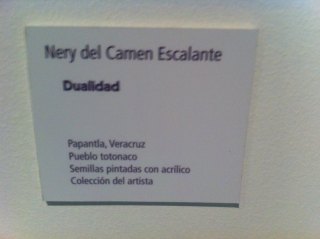 Nery del Camen Escalante
Dualidad
Papantla, Veracruz
Pueblo totonaco
Semillas pintadas con acrílico
Colección del artista